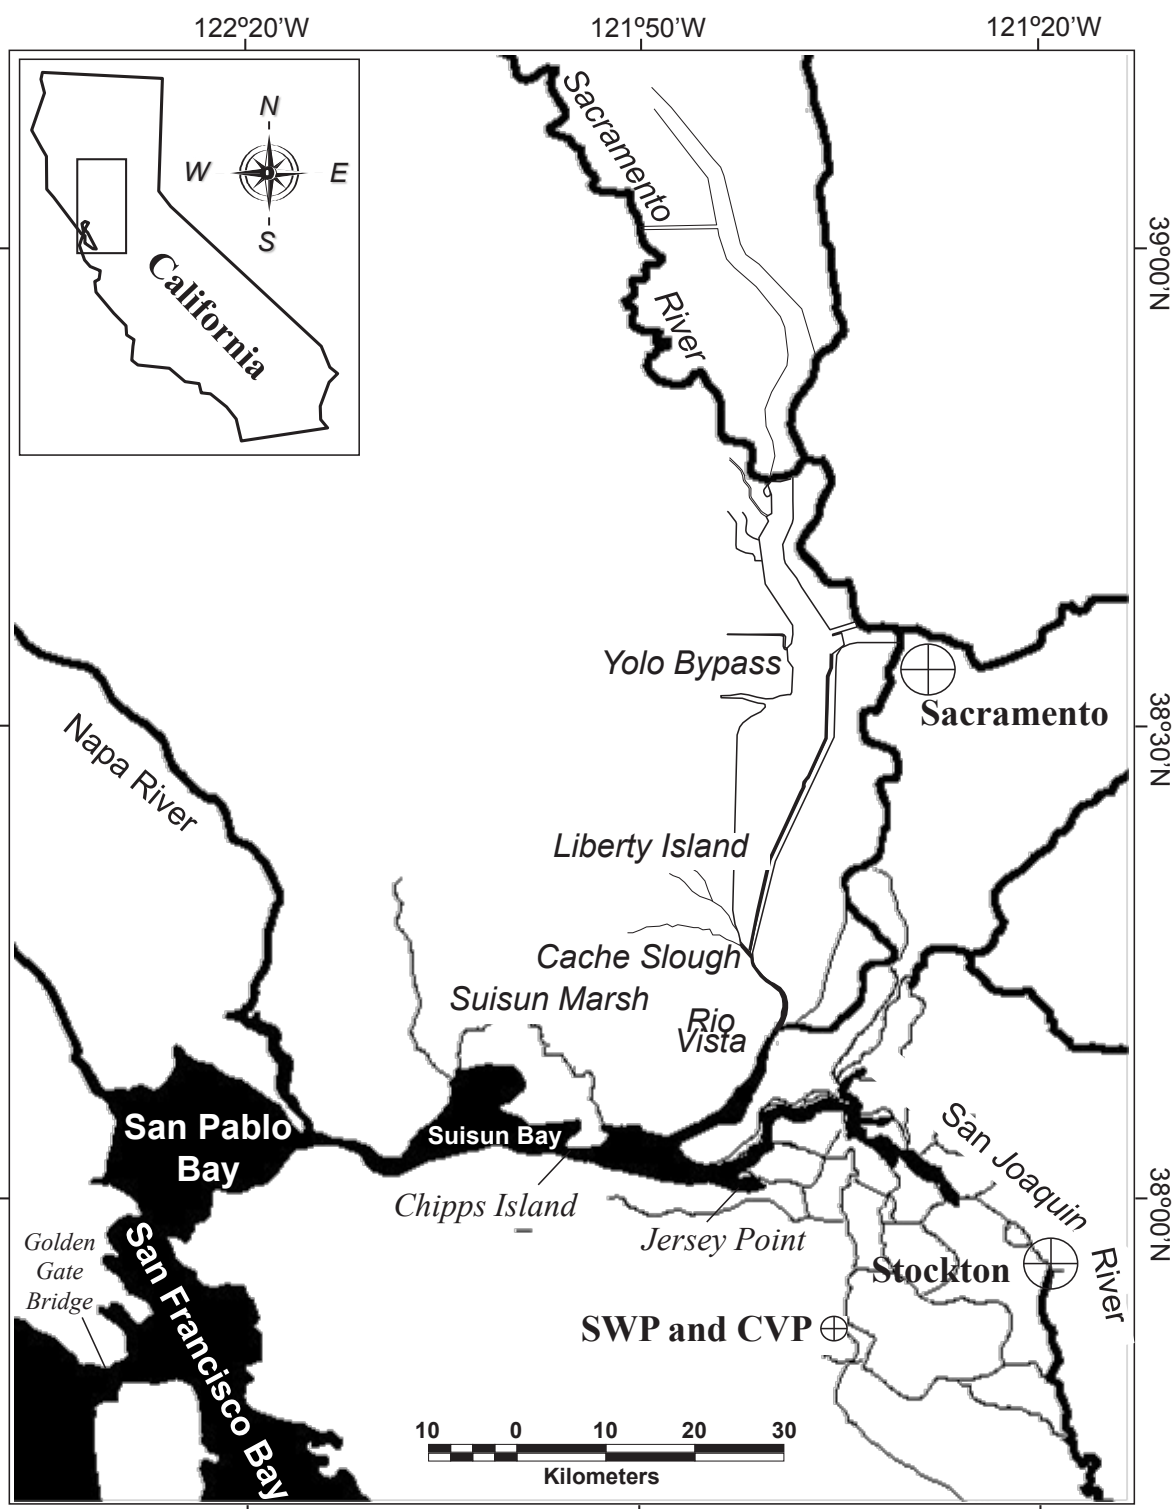 122º20'W
121º50'W
121º20'W
N
W
E
S
California
Sacramento
River
39º00'N
Yolo Bypass
Sacramento
38º30'N
Napa River
Liberty Island
Cache Slough
Suisun Marsh
Rio
Vista
San Pablo
Bay
Suisun Bay
San Joaquin
River
Chipps Island
Jersey Point
38º00'N
Golden
Gate
Bridge
San Francisco Bay
Stockton
SWP and CVP
10 0 10 20 30
Kilometers